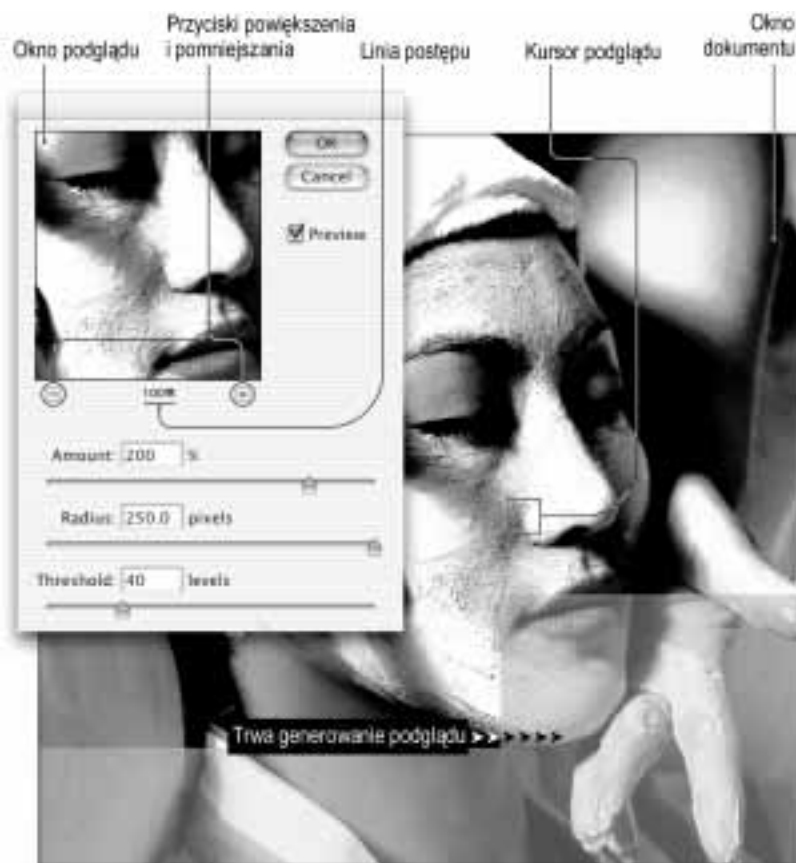 Przyciski powiększenia
i pomniejszania
Okno podglądu
Linia postępu
Kursor podglądu
Okno
dokumentu
OK
Cancel
Preview
100%
Amount: 200 %
Radius: 250.0 pixels
Threshold: 40 levels
Trwa generowanie podglądu